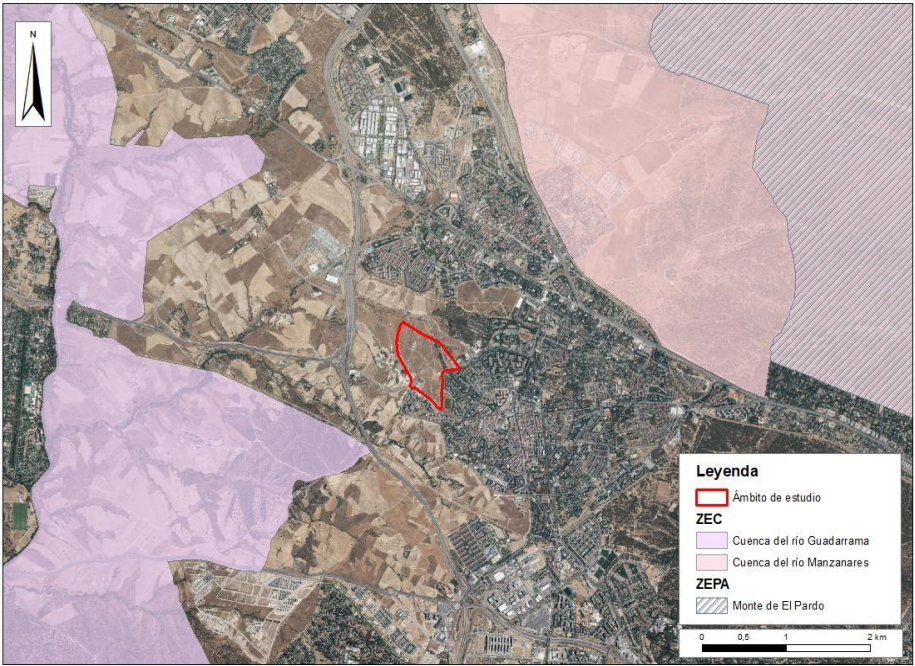 N
Leyenda
Ámbito de estudio
ZEC
Cuenca del río Guadarrama
Cuenca del río Manzanares
ZEPA
Monte de El Pardo
0 0,5 1 2 km